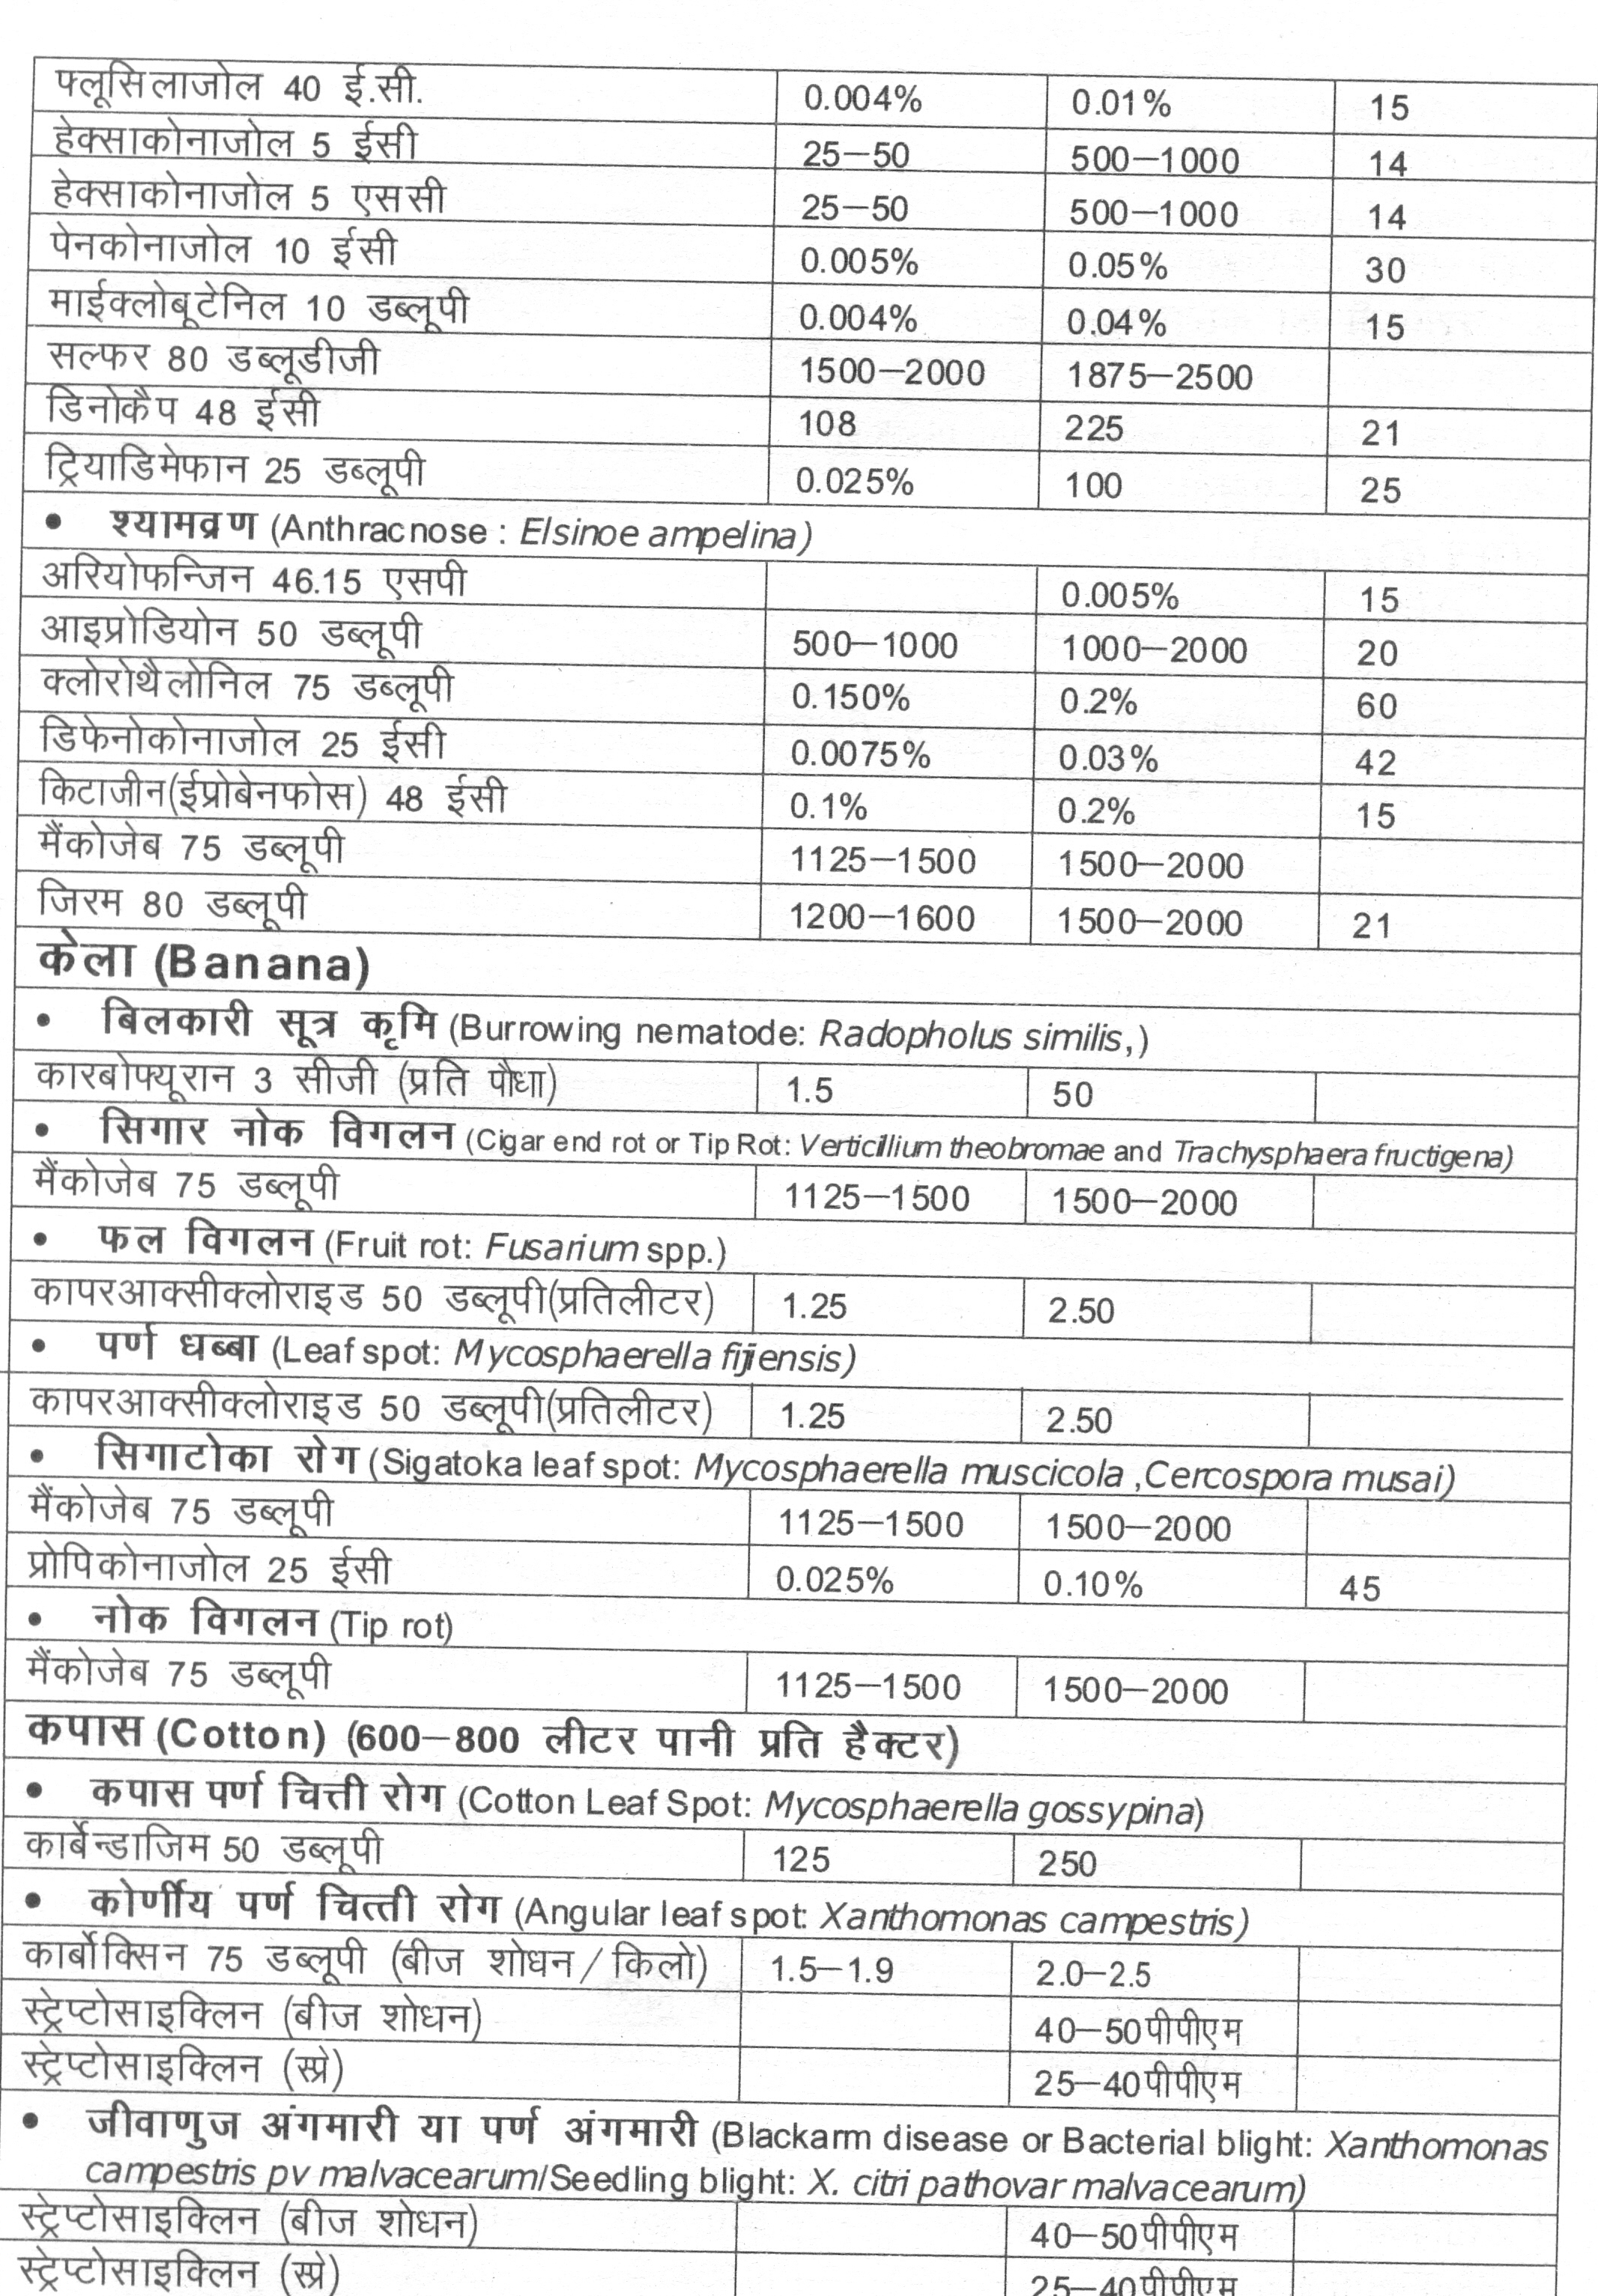 फ्लूसिलाजोल 40 ई.सी. 0.004% 0.01% 15
हेक्साकोनाजोल 5 ईसी 25–50 500–1000 14
हेक्साकोनाजोल 5 एससी 25–50 500–1000 14
पेनकोनाजोल 10 ईसी 0.005% 0.05% 30
माईक्लोबूटेनिल 10 डब्लूपी 0.004% 0.04% 15
सल्फर 80 डब्लूडीजी 1500–2000 1875–2500
डिनोकैप 48 ईसी 108 225 21
ट्रियाडिमेफान 25 डब्लूपी 0.025% 100 25
• श्यामव्रण (Anthracnose : Elsinoe ampelina)
अरियोफन्जिन 46.15 एसपी 0.005% 15
आइप्रोडियोन 50 डब्लूपी 500–1000 1000–2000 20
क्लोरोथैलोनिल 75 डब्लूपी 0.150% 0.2% 60
डिफेनोकोनाजोल 25 ईसी 0.0075% 0.03% 42
किटाजीन(ईप्रोबेनफोस) 48 ईसी 0.1% 0.2% 15
मैंकोजेब 75 डब्लूपी 1125–1500 1500–2000
जिरम 80 डब्लूपी 1200–1600 1500–2000 21
केला (Banana)
• बिलकारी सूत्र कृमि (Burrowing nematode: Radopholus similis,)
कारबोफ्यूरान 3 सीजी (प्रति पौधा) 1.5 50
• सिगार नोक विगलन (Cigar end rot or Tip Rot: Verticillium theobromae and Trachysphaera fructigena)
मैंकोजेब 75 डब्लूपी 1125–1500 1500–2000
• फल विगलन (Fruit rot: Fusarium spp.)
कापरआक्सीक्लोराइड 50 डब्लूपी(प्रतिलीटर) 1.25 2.50
• पर्ण धब्बा (Leaf spot: Mycosphaerella fijiensis)
कापरआक्सीक्लोराइड 50 डब्लूपी(प्रतिलीटर) 1.25 2.50
• सिगाटोका रोग (Sigatoka leaf spot: Mycosphaerella muscicola ,Cercospora musai)
मैंकोजेब 75 डब्लूपी 1125–1500 1500–2000
प्रोपिकोनाजोल 25 ईसी 0.025% 0.10% 45
• नोक विगलन (Tip rot)
मैंकोजेब 75 डब्लूपी 1125–1500 1500–2000
कपास (Cotton) (600–800 लीटर पानी प्रति हैक्टर)
• कपास पर्ण चित्ती रोग (Cotton Leaf Spot: Mycosphaerella gossypina)
कार्बेन्डाजिम 50 डब्लूपी 125 250
• कोर्णीय पर्ण चित्ती रोग (Angular leaf spot: Xanthomonas campestris)
कार्बोक्सिन 75 डब्लूपी (बीज शोधन/किलो) 1.5–1.9 2.0–2.5
स्ट्रेप्टोसाइक्लिन (बीज शोधन) 40–50पीपीएम
स्ट्रेप्टोसाइक्लिन (स्प्रे) 25–40पीपीएम
• जीवाणुज अंगमारी या पर्ण अंगमारी (Blackarm disease or Bacterial blight: Xanthomonas
campestris pv malvacearum/Seedling blight: X. citri pathovar malvacearum)
स्ट्रेप्टोसाइक्लिन (बीज शोधन) 40–50पीपीएम
स्ट्रेप्टोसाइक्लिन (स्प्रे) 25–40पीपीएम